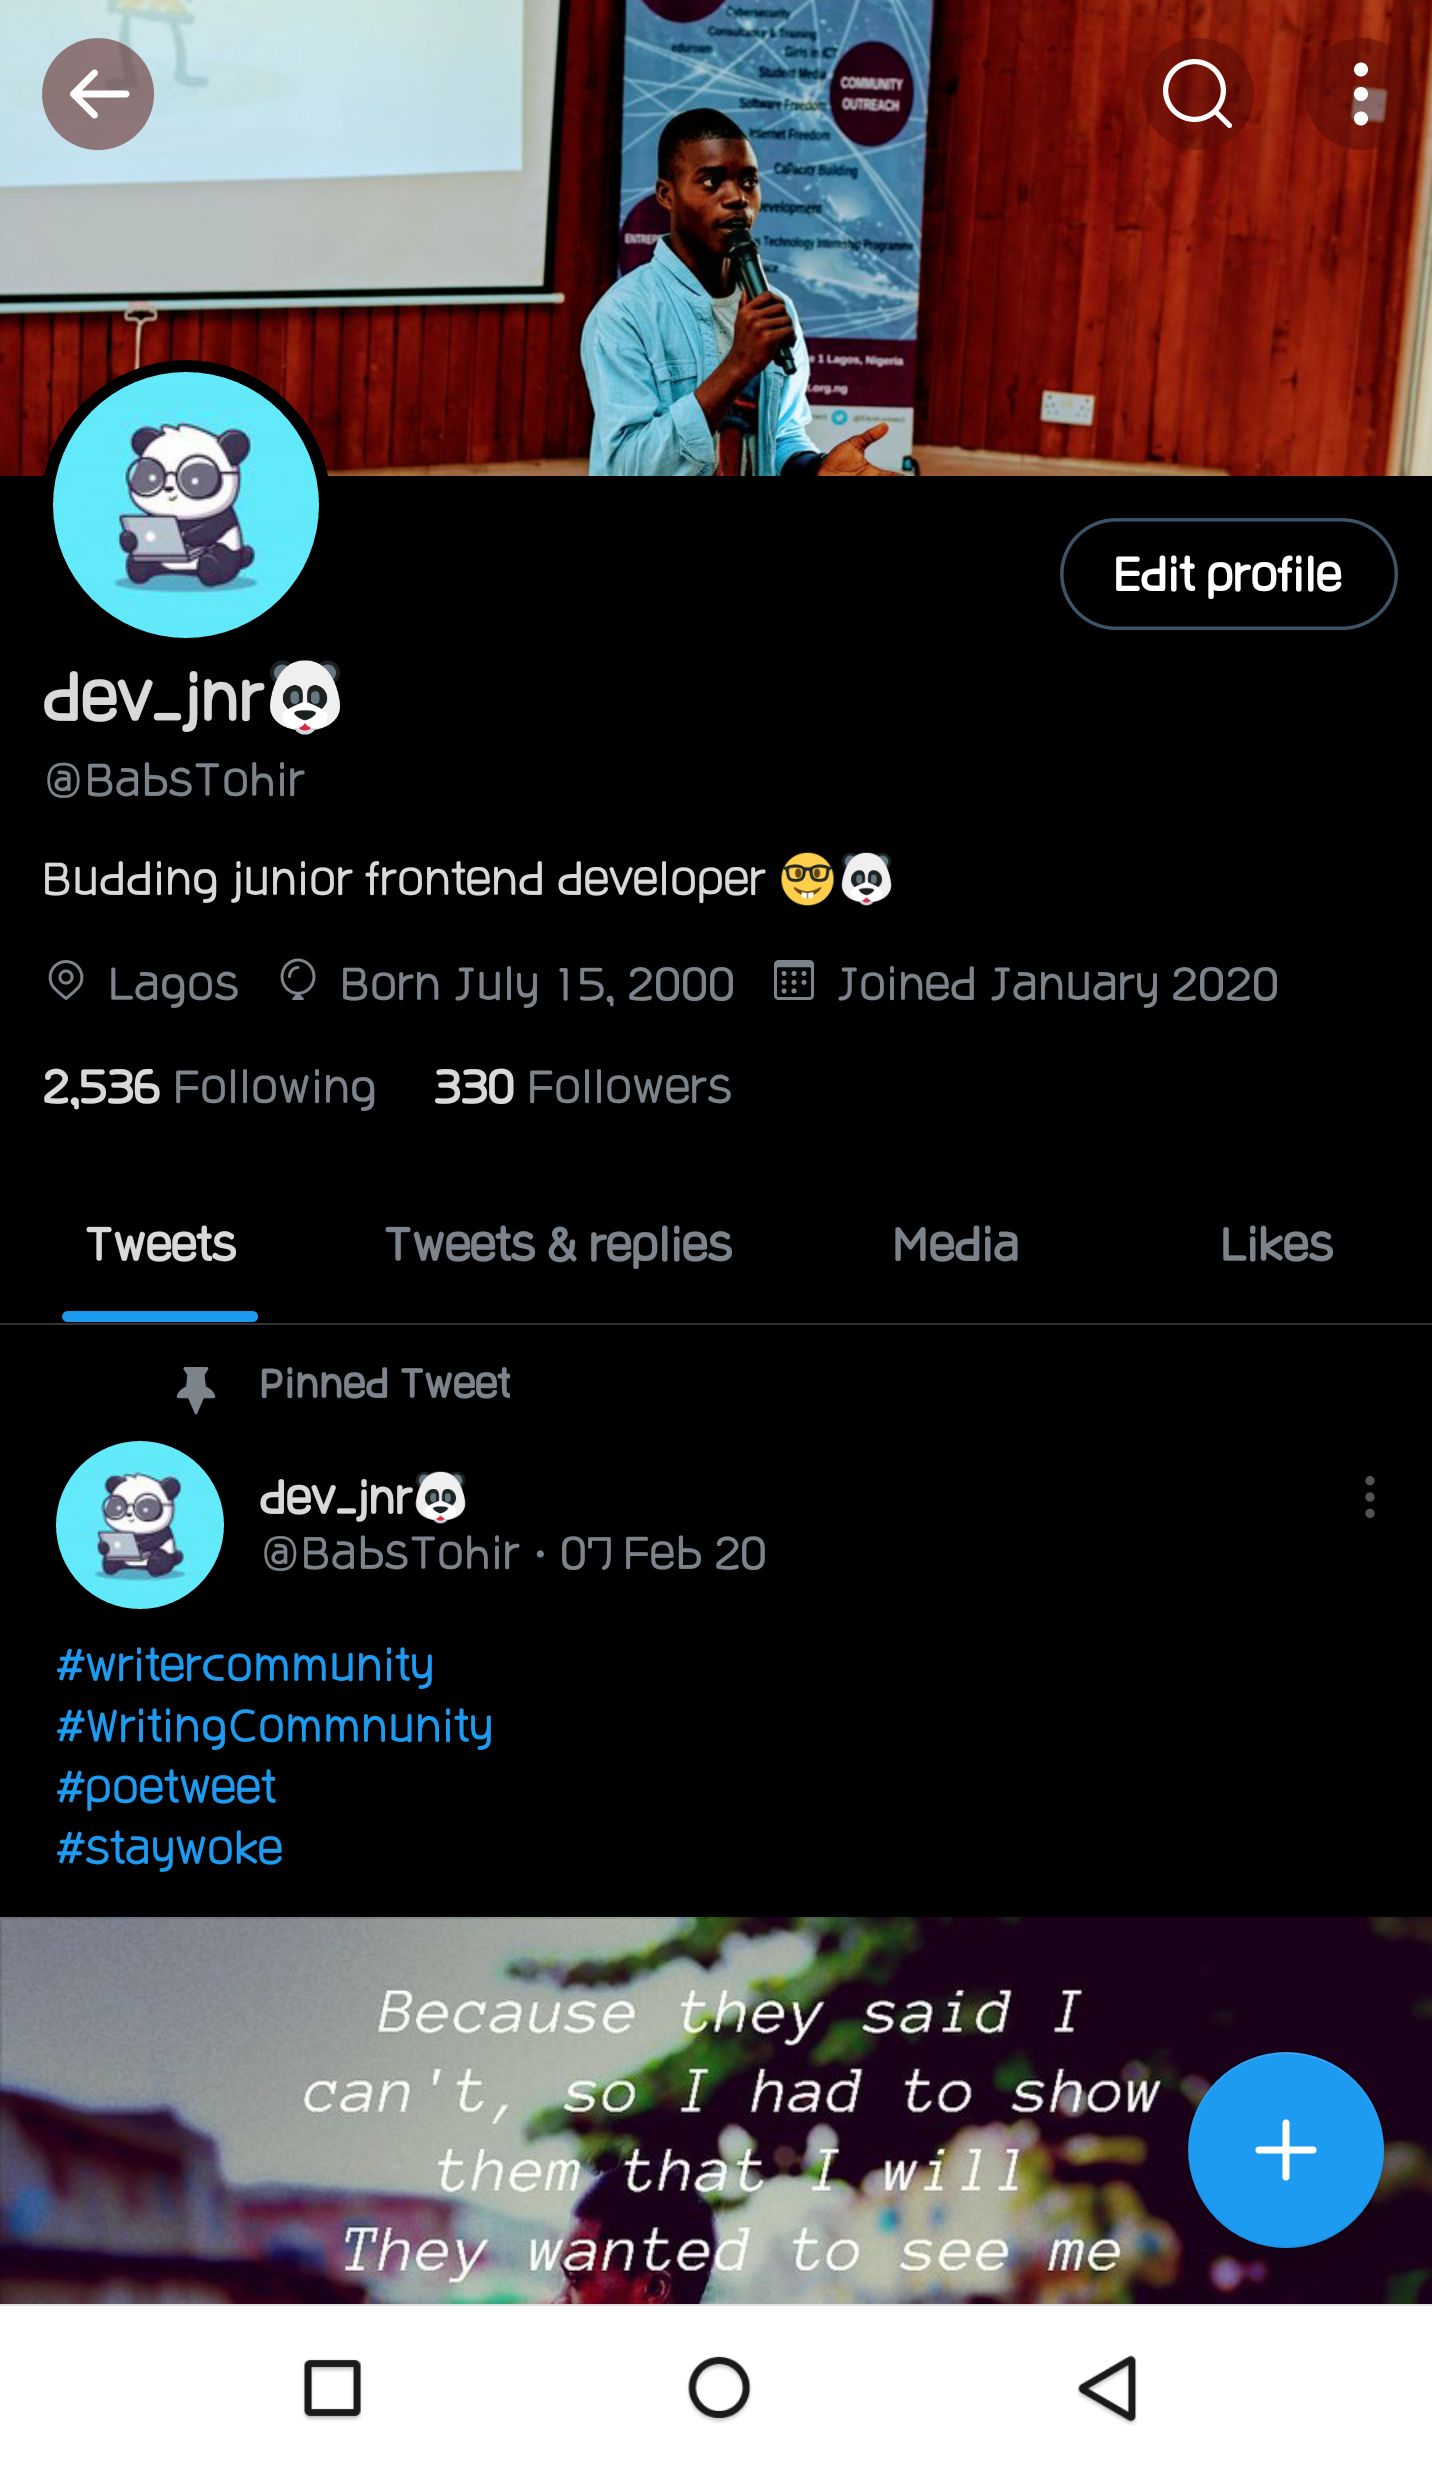 Cybersecurity
Consultancy & Training
eduroam
Girls in ICT
Student Media
COMMUNITY
OUTREACH
Software Freedom
Internet Freedom
Capacity Building
evelopment
Technology Internship Programme
ENTREP
1 Lagos, Nigeria
.org.ng
Edit profile
dev_jnr🐼
@BabsTohir
Budding junior frontend developer 🤓🐼
Lagos Born July 15, 2000 Joined January 2020
2,536 Following 330 Followers
Tweets Tweets & replies Media Likes
Pinned Tweet
dev_jnr🐼
@BabsTohir · 07 Feb 20
#writercommunity
#WritingCommnunity
#poetweet
#staywoke
Because they said I
can't, so I had to show
them that I will
They wanted to see me